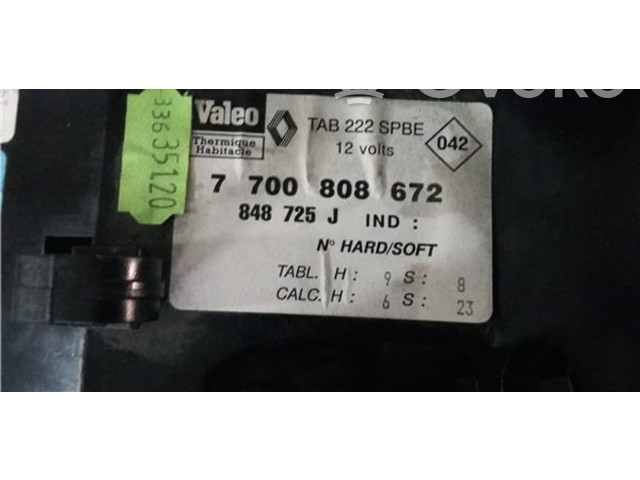 33635120
Valeo
Thermique
Habitacle
TAB 222 SPBE
12 volts
042
7 700 808 672
848 725 J IND :
N° HARD/SOFT
TABL. H : 9 S : 8
CALC. H : 6 S : 23